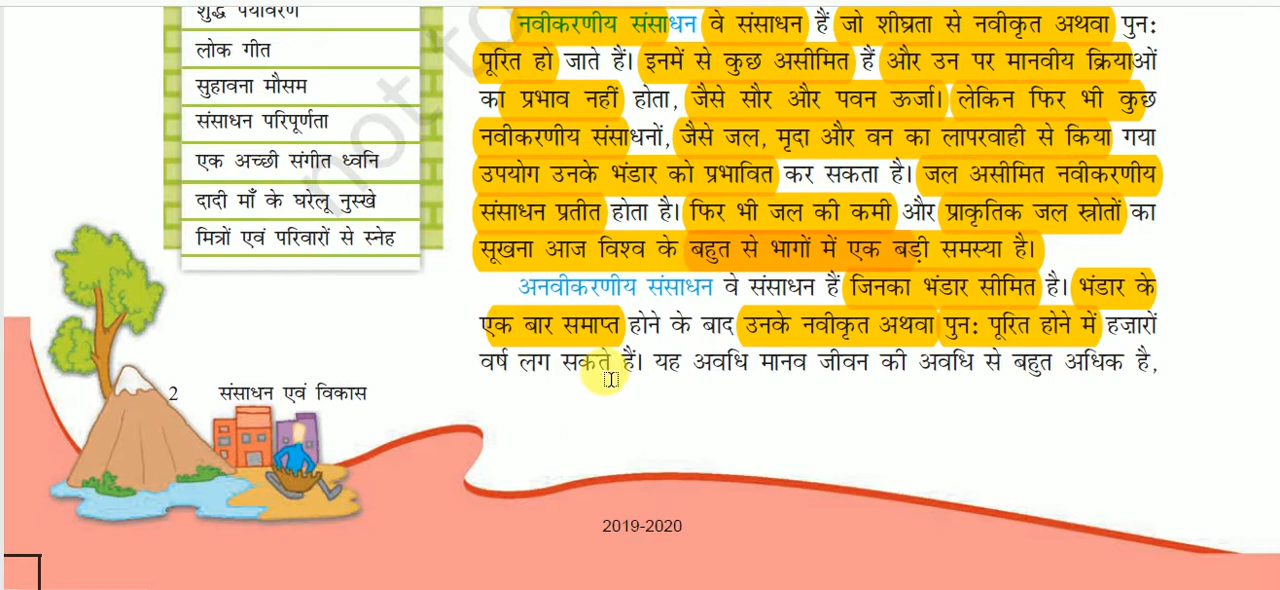 शुद्ध पर्यावरण
लोक गीत
सुहावना मौसम
संसाधन परिपूर्णता
एक अच्छी संगीत ध्वनि
दादी माँ के घरेलू नुस्खे
मित्रों एवं परिवारों से स्नेह
not to
नवीकरणीय संसाधन वे संसाधन हैं जो शीघ्रता से नवीकृत अथवा पुन:
पूरित हो जाते हैं। इनमें से कुछ असीमित हैं और उन पर मानवीय क्रियाओं
का प्रभाव नहीं होता, जैसे सौर और पवन ऊर्जा। लेकिन फिर भी कुछ
नवीकरणीय संसाधनों, जैसे जल, मृदा और वन का लापरवाही से किया गया
उपयोग उनके भंडार को प्रभावित कर सकता है। जल असीमित नवीकरणीय
संसाधन प्रतीत होता है। फिर भी जल की कमी और प्राकृतिक जल स्रोतों का
सूखना आज विश्व के बहुत से भागों में एक बड़ी समस्या है।
अनवीकरणीय संसाधन वे संसाधन हैं जिनका भंडार सीमित है। भंडार के
एक बार समाप्त होने के बाद उनके नवीकृत अथवा पुन: पूरित होने में हज़ारों
वर्ष लग सकते हैं। यह अवधि मानव जीवन की अवधि से बहुत अधिक है,
2 संसाधन एवं विकास
2019-2020